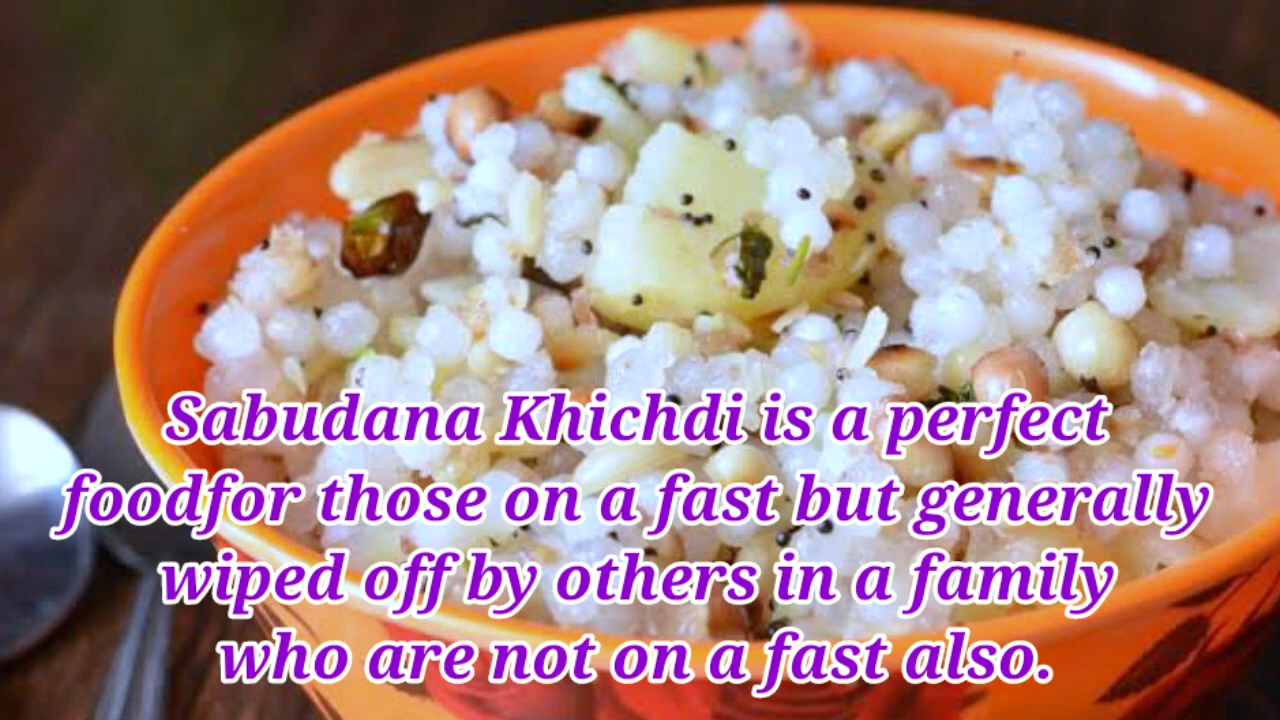 Sabudana Khichdi is a perfect
foodfor those on a fast but generally
wiped off by others in a family
who are not on a fast also.